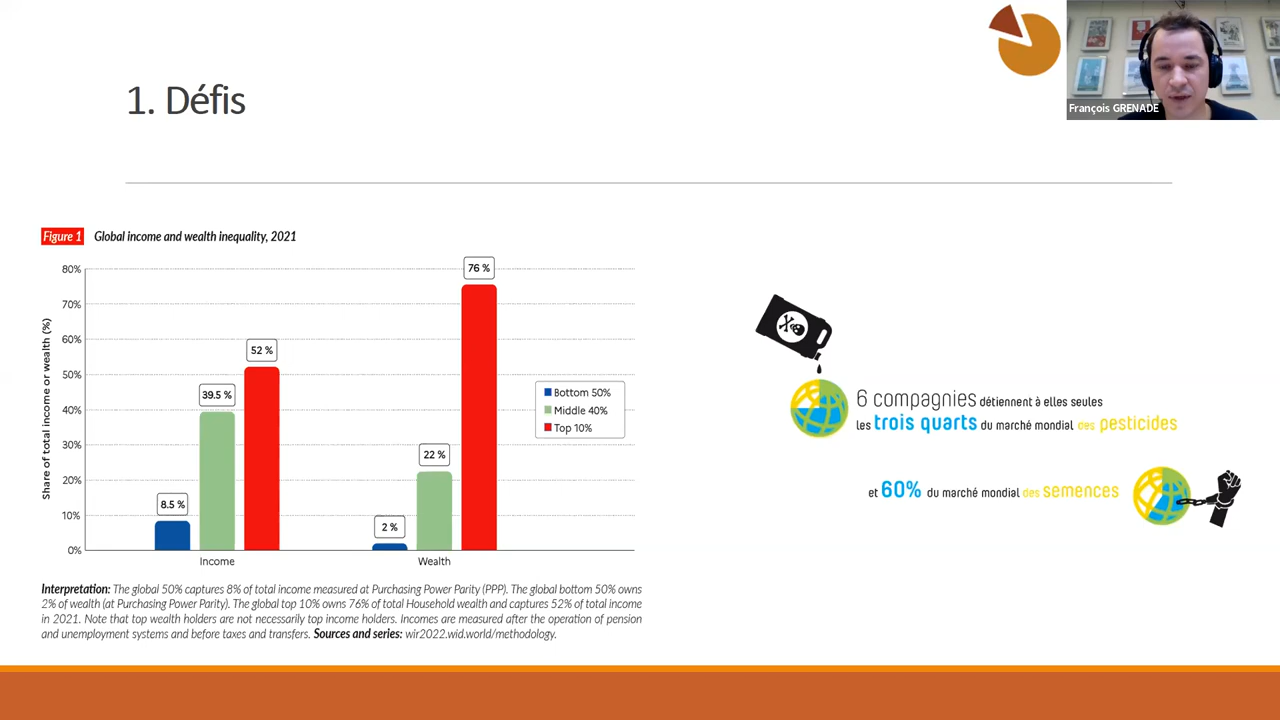 1. Défis
François GRENADE
Figure 1 Global income and wealth inequality, 2021
Share of total income or wealth (%)
80%
70%
60%
50%
40%
30%
20%
10%
0%
8.5 %
39.5 %
52 %
2 %
22 %
76 %
Income
Wealth
Bottom 50%
Middle 40%
Top 10%
Interpretation: The global 50% captures 8% of total income measured at Purchasing Power Parity (PPP). The global bottom 50% owns
2% of wealth (at Purchasing Power Parity). The global top 10% owns 76% of total Household wealth and captures 52% of total income
in 2021. Note that top wealth holders are not necessarily top income holders. Incomes are measured after the operation of pension
and unemployment systems and before taxes and transfers. Sources and series: wir2022.wid.world/methodology.
6 compagnies détiennent à elles seules
les trois quarts du marché mondial des pesticides
et 60% du marché mondial des semences